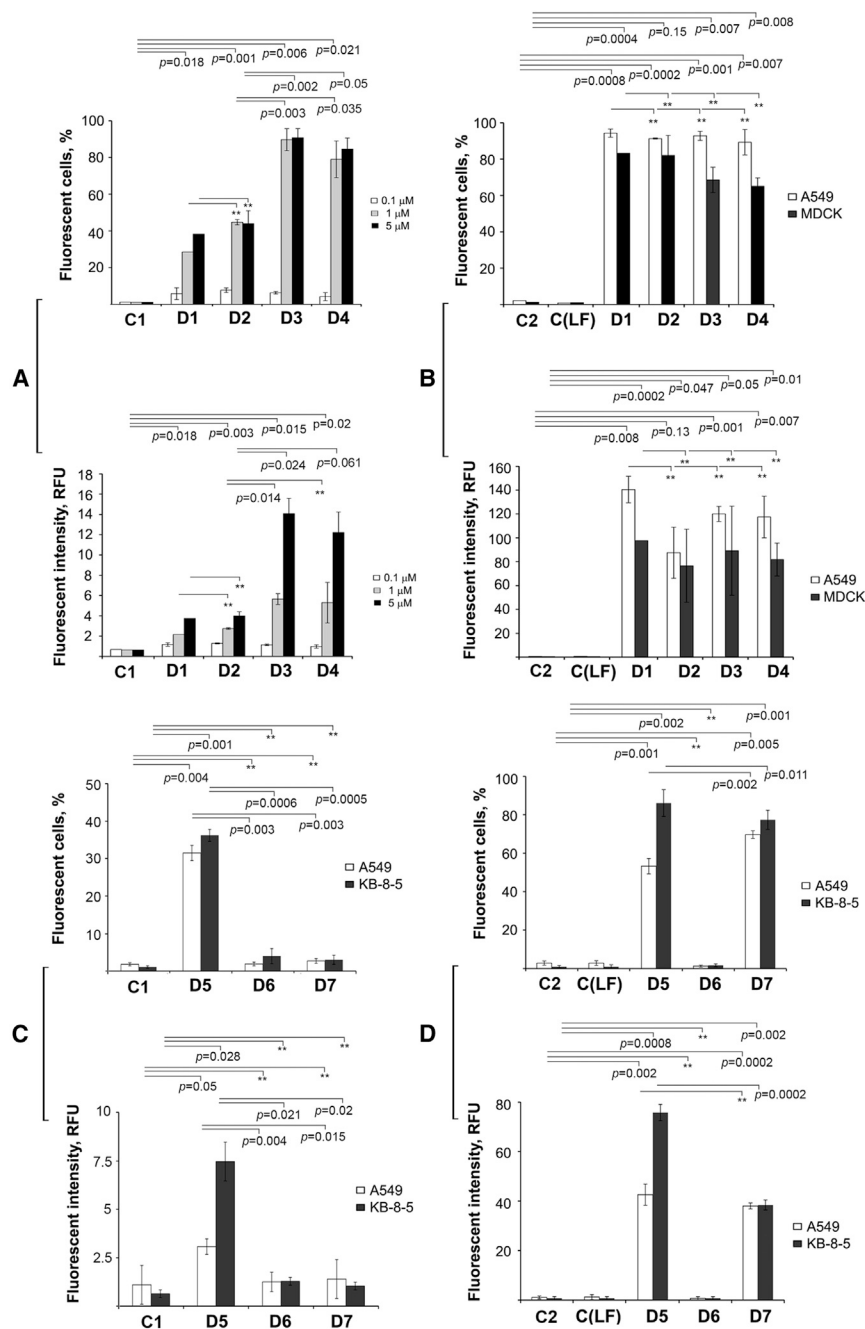 p=0.018 p=0.001 p=0.006 p=0.021
p=0.002 p=0.05
p=0.003 p=0.035
Fluorescent cells, %
100
80
60
40
20
** **
0.1 µM
1 µM
5 µM
C1 D1 D2 D3 D4
A
p=0.018 p=0.003 p=0.015 p=0.02
p=0.024 p=0.061
p=0.014 **
Fluorescent intensity, RFU
18
16
14
12
10
8
6
4
2
** **
0.1 µM
1 µM
5 µM
C1 D1 D2 D3 D4
p=0.0004 p=0.15 p=0.007 p=0.008
p=0.0008 p=0.0002 p=0.001 p=0.007
** ** **
** ** **
Fluorescent cells, %
100
80
60
40
20
A549
MDCK
C2 C(LF) D1 D2 D3 D4
B
p=0.0002 p=0.047 p=0.05 p=0.01
p=0.008 p=0.13 p=0.001 p=0.007
** ** **
** ** **
Fluorescent intensity, RFU
160
140
120
100
80
60
40
20
A549
MDCK
C2 C(LF) D1 D2 D3 D4
p=0.001 ** **
p=0.004 ** **
p=0.0006 p=0.0005
p=0.003 p=0.003
Fluorescent cells, %
50
40
30
20
10
A549
KB-8-5
C1 D5 D6 D7
C
p=0.028 ** **
p=0.05 ** **
p=0.021 p=0.02
p=0.004 p=0.015
Fluorescent intensity, RFU
10
7.5
5
2.5
A549
KB-8-5
C1 D5 D6 D7
p=0.002 ** p=0.001
p=0.001 ** p=0.005
p=0.002 p=0.011
Fluorescent cells, %
100
80
60
40
20
A549
KB-8-5
C2 C(LF) D5 D6 D7
D
p=0.0008 ** p=0.002
p=0.002 ** p=0.0002
** p=0.0002
Fluorescent intensity, RFU
80
60
40
20
A549
KB-8-5
C2 C(LF) D5 D6 D7